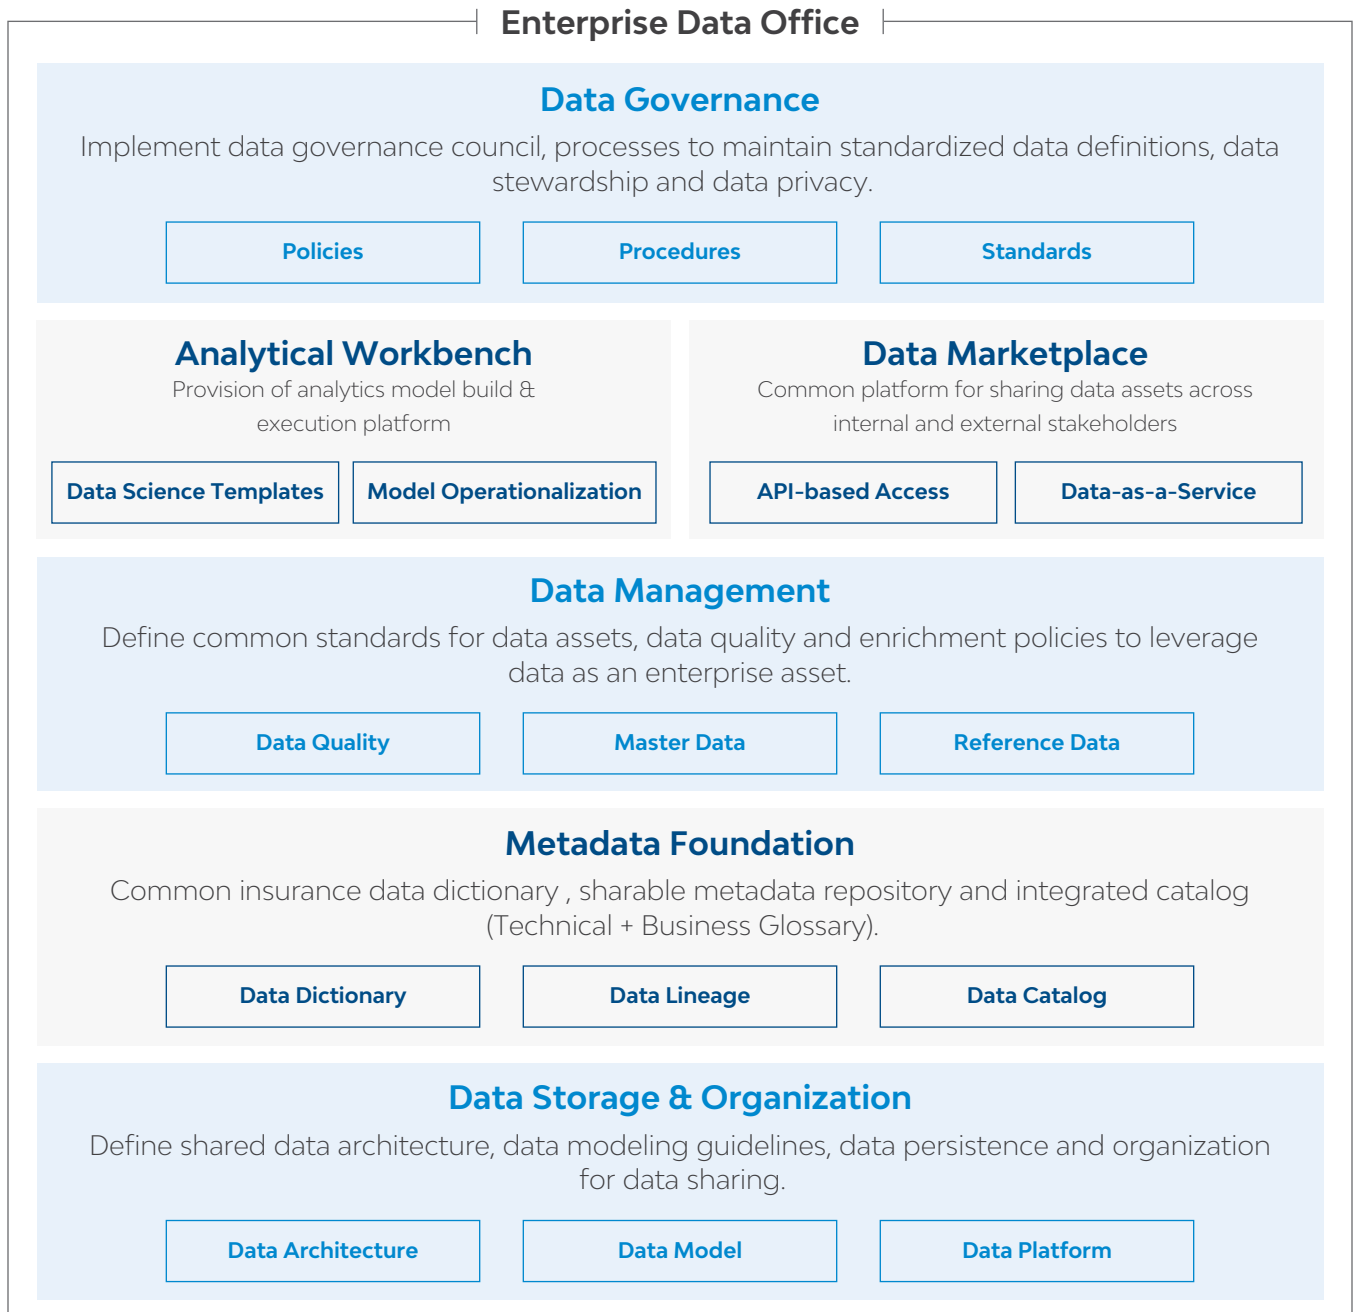 Enterprise Data Office
Data Governance
Implement data governance council, processes to maintain standardized data definitions, data
stewardship and data privacy.
Policies
Procedures
Standards
Analytical Workbench
Provision of analytics model build &
execution platform
Data Science Templates
Model Operationalization
Data Marketplace
Common platform for sharing data assets across
internal and external stakeholders
API-based Access
Data-as-a-Service
Data Management
Define common standards for data assets, data quality and enrichment policies to leverage
data as an enterprise asset.
Data Quality
Master Data
Reference Data
Metadata Foundation
Common insurance data dictionary , sharable metadata repository and integrated catalog
(Technical + Business Glossary).
Data Dictionary
Data Lineage
Data Catalog
Data Storage & Organization
Define shared data architecture, data modeling guidelines, data persistence and organization
for data sharing.
Data Architecture
Data Model
Data Platform